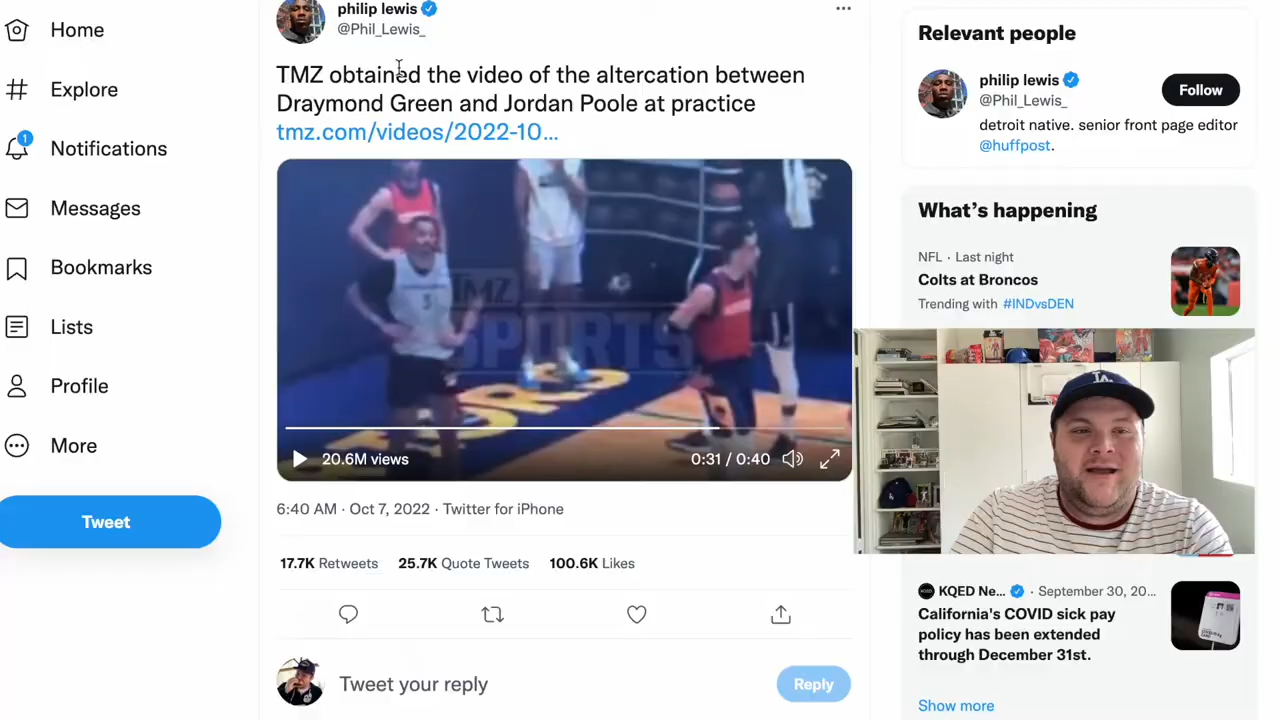 Home
Explore
1
Notifications
Messages
Bookmarks
Lists
Profile
More
Tweet
philip lewis
@Phil_Lewis_
TMZ obtained the video of the altercation between
Draymond Green and Jordan Poole at practice
tmz.com/videos/2022-10...
3
TMZ
SPORTS
20.6M views
0:31 / 0:40
6:40 AM · Oct 7, 2022 · Twitter for iPhone
17.7K Retweets 25.7K Quote Tweets 100.6K Likes
Tweet your reply
Reply
Relevant people
philip lewis
@Phil_Lewis_
Follow
detroit native. senior front page editor
@huffpost.
What's happening
NFL · Last night
Colts at Broncos
Trending with #INDvsDEN
LA
KQED Ne... · September 30, 20...
California's COVID sick pay
policy has been extended
through December 31st.
Show more